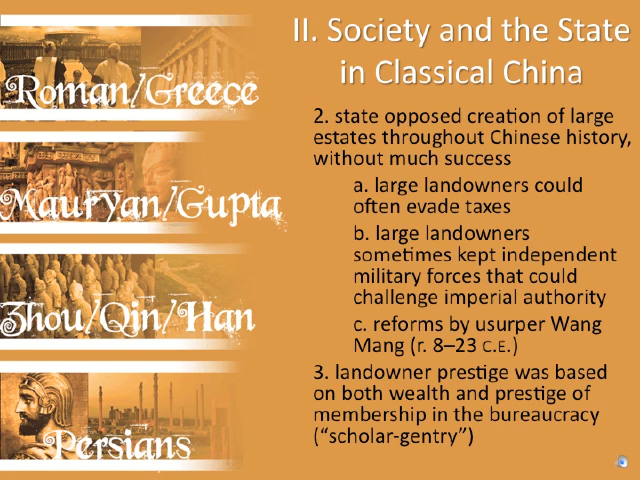 II. Society and the State
in Classical China
Roman/Greece
Mauryan/Gupta
Zhou/Qin/Han
Persians
2. state opposed creation of large
estates throughout Chinese history,
without much success
a. large landowners could
often evade taxes
b. large landowners
sometimes kept independent
military forces that could
challenge imperial authority
c. reforms by usurper Wang
Mang (r. 8–23 C.E.)
3. landowner prestige was based
on both wealth and prestige of
membership in the bureaucracy
(“scholar-gentry”)